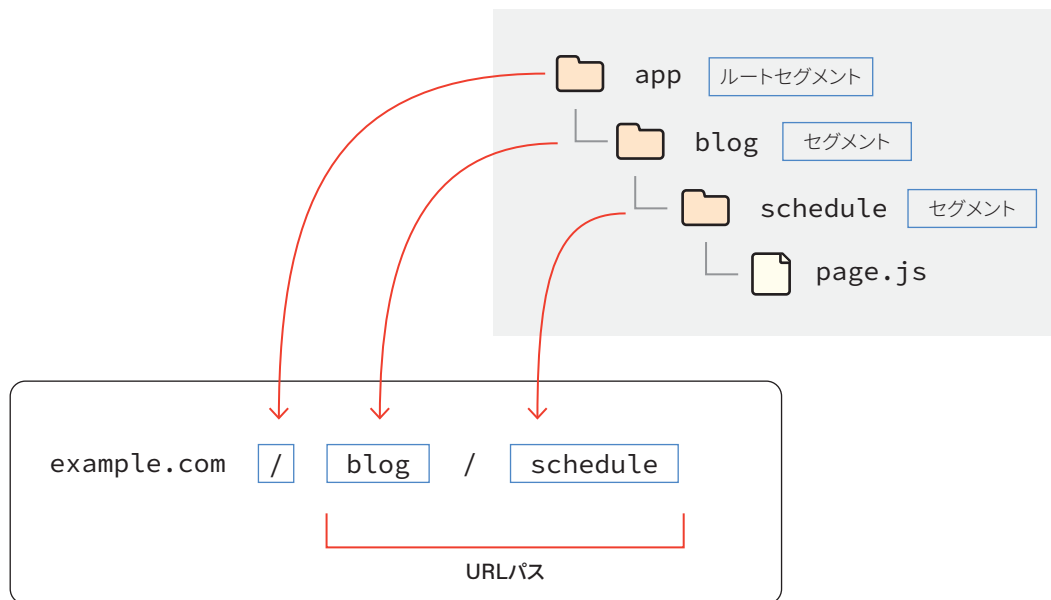 app ルートセグメント
blog セグメント
schedule セグメント
page.js
example.com / blog / schedule
URLパス